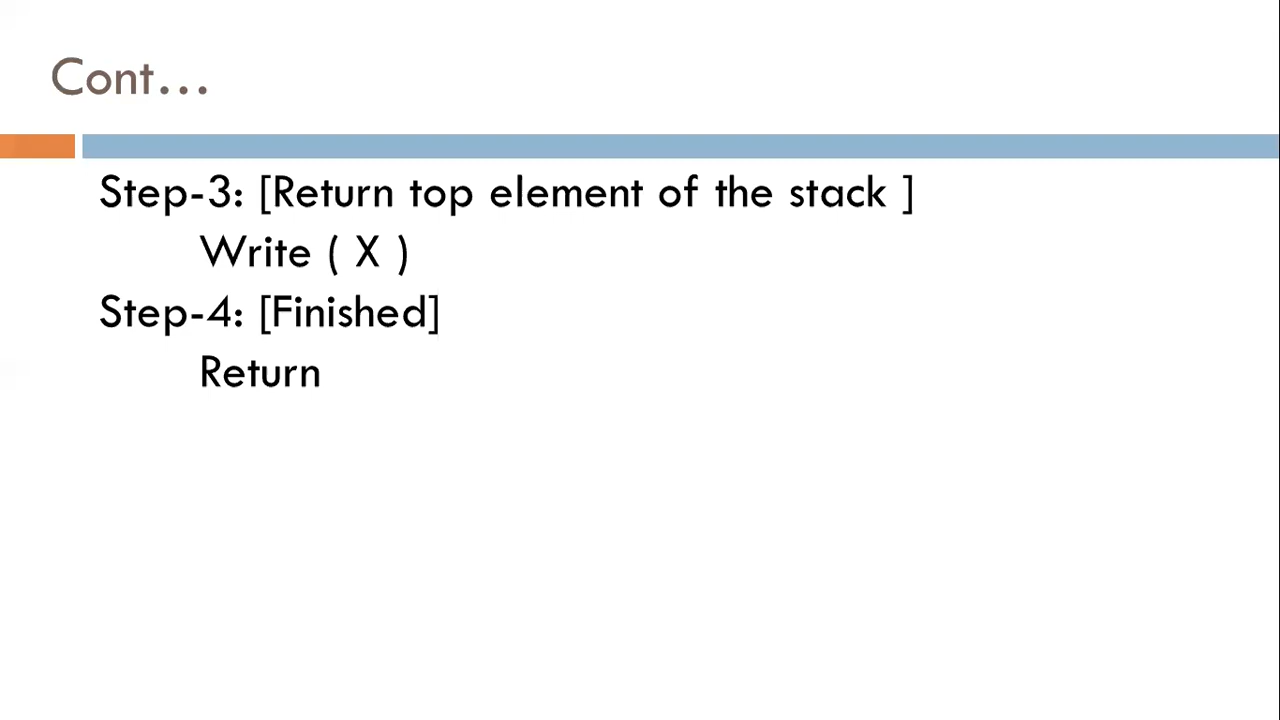 Cont...
Step-3: [Return top element of the stack ]
Write ( X )
Step-4: [Finished]
Return